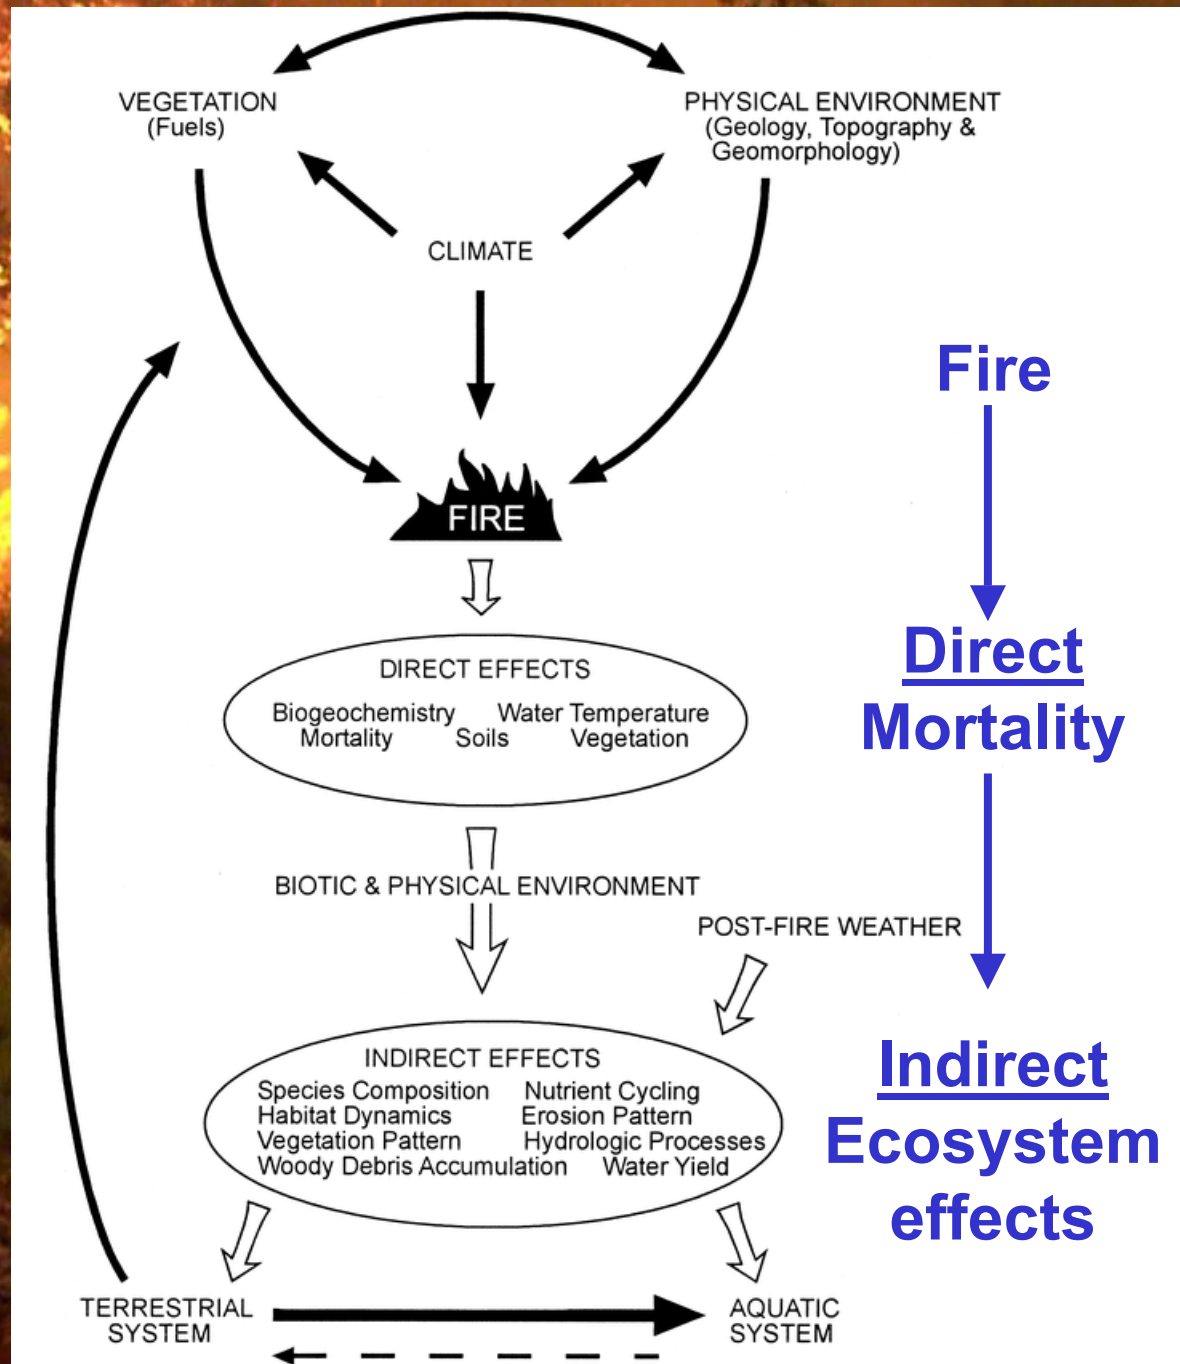 VEGETATION
(Fuels)
PHYSICAL ENVIRONMENT
(Geology, Topography &
Geomorphology)
CLIMATE
FIRE
DIRECT EFFECTS
Biogeochemistry Water Temperature
Mortality Soils Vegetation
BIOTIC & PHYSICAL ENVIRONMENT
POST-FIRE WEATHER
INDIRECT EFFECTS
Species Composition Nutrient Cycling
Habitat Dynamics Erosion Pattern
Vegetation Pattern Hydrologic Processes
Woody Debris Accumulation Water Yield
TERRESTRIAL
SYSTEM
AQUATIC
SYSTEM
Fire
Direct
Mortality
Indirect
Ecosystem
effects